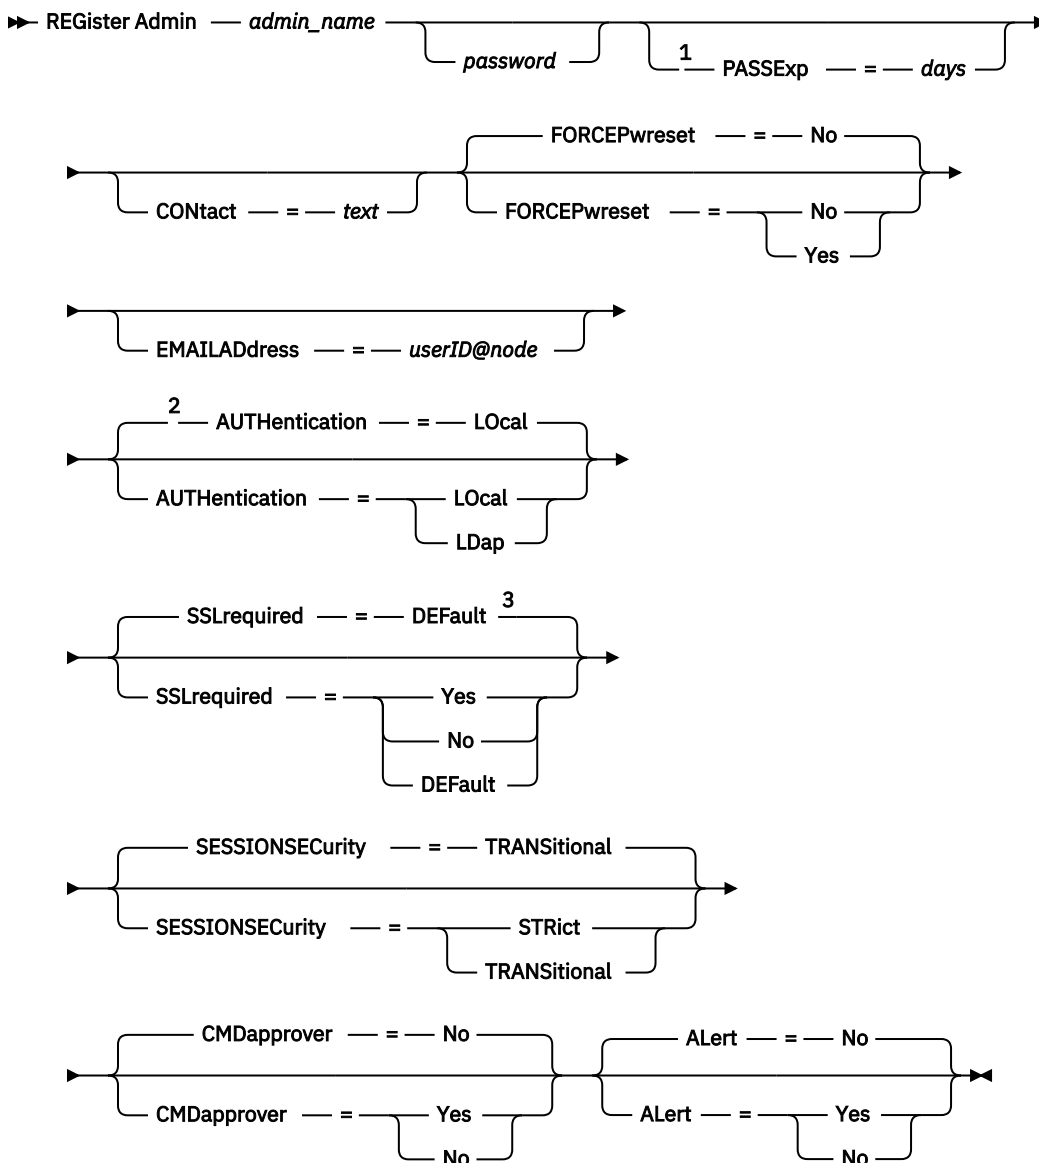 REGister Admin admin_name
password
1 PASSExp = days
FORCEPwreset = No
CONtact = text
FORCEPwreset = No
Yes
EMAILADdress = userID@node
2 AUTHentication = LOcal
AUTHentication = LOcal
LDap
SSLrequired = DEFault 3
SSLrequired = Yes
No
DEFault
SESSIONSECurity = TRANSitional
SESSIONSECurity = STRict
TRANSitional
CMDapprover = No
ALert = No
CMDapprover = Yes
No
ALert = Yes
No